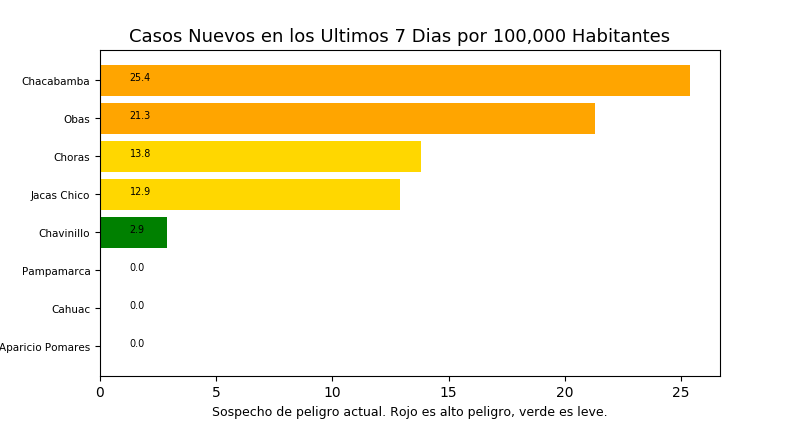 Casos Nuevos en los Ultimos 7 Dias por 100,000 Habitantes
Chacabamba 25.4
Obas 21.3
Choras 13.8
Jacas Chico 12.9
Chavinillo 2.9
Pampamarca 0.0
Cahuac 0.0
Aparicio Pomares 0.0
0 5 10 15 20 25
Sospecho de peligro actual. Rojo es alto peligro, verde es leve.